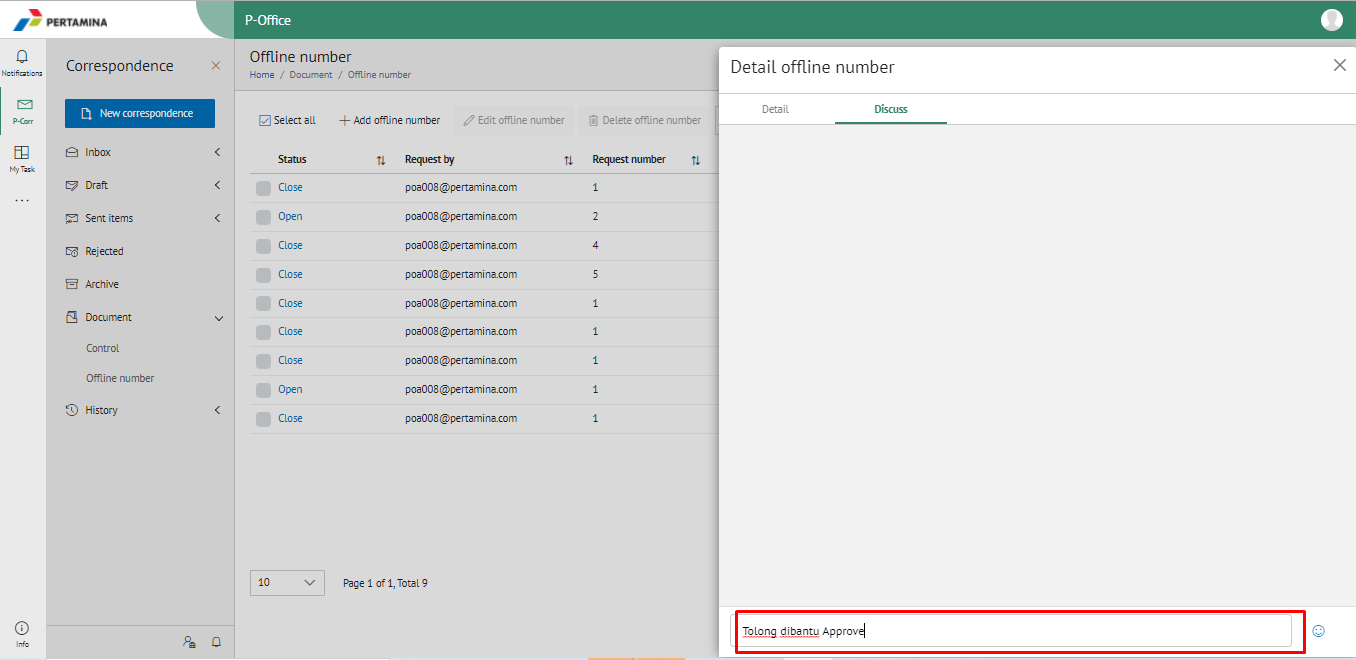 PERTAMINA
P-Office
Notifications
P-Corr
My Task
...
Info
Correspondence
New correspondence
Inbox
Draft
Sent items
Rejected
Archive
Document
Control
Offline number
History
Offline number
Home / Document / Offline number
Select all Add offline number Edit offline number Delete offline number
Status Request by Request number
Close poa008@pertamina.com 1
Open poa008@pertamina.com 2
Close poa008@pertamina.com 4
Close poa008@pertamina.com 5
Close poa008@pertamina.com 1
Close poa008@pertamina.com 1
Close poa008@pertamina.com 1
Open poa008@pertamina.com 1
Close poa008@pertamina.com 1
10 Page 1 of 1, Total 9
Detail offline number
Detail Discuss
Tolong dibantu Approve